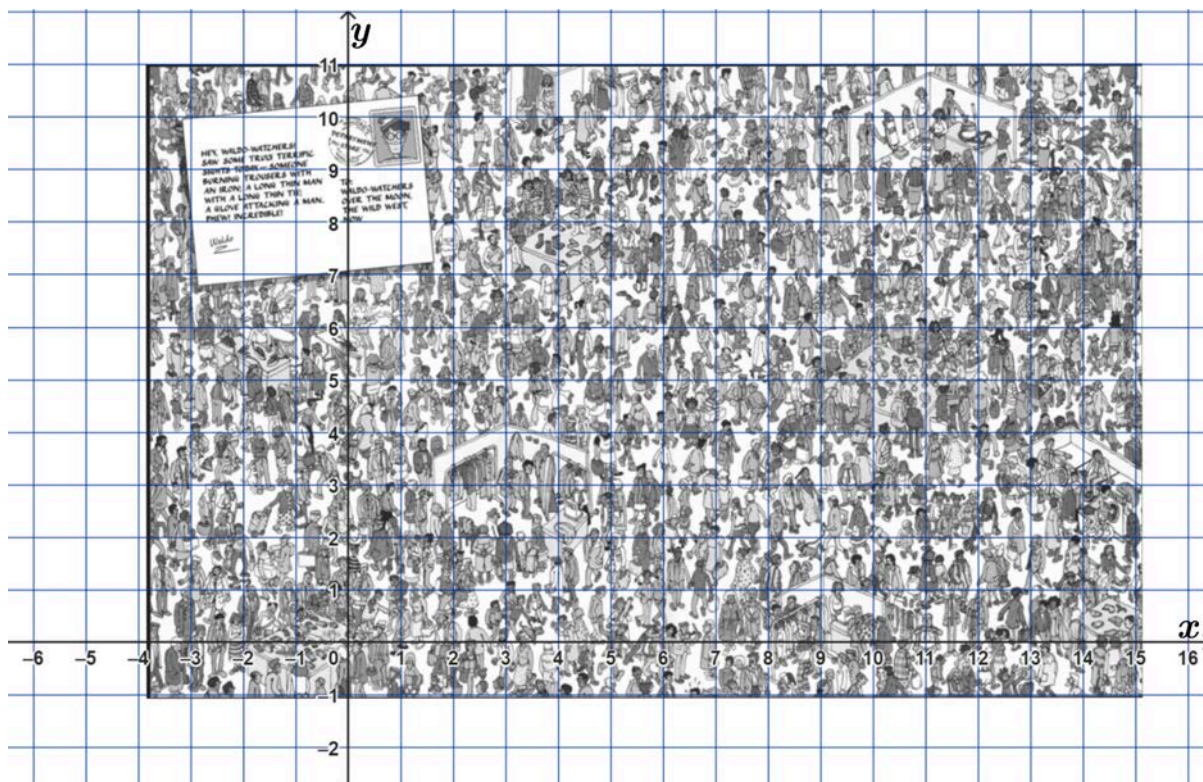 y
11
10
9
8
7
6
5
4
3
2
1
HEY, WALDO-WATCHERS!
SAW SOME TRULY TERRIFIC
SIGHTS TODAY – SOMEONE
BURNING TROUSERS WITH
AN IRON; A LONG THIN MAN
WITH A LONG THIN TIE;
A GLOVE ATTACKING A MAN.
PHEW! INCREDIBLE!
Waldo
TO:
WALDO-WATCHERS
OVER THE MOON,
THE WILD WEST,
NOW
x
-6 -5 -4 -3 -2 -1 0 1 2 3 4 5 6 7 8 9 10 11 12 13 14 15 16
-1
-2